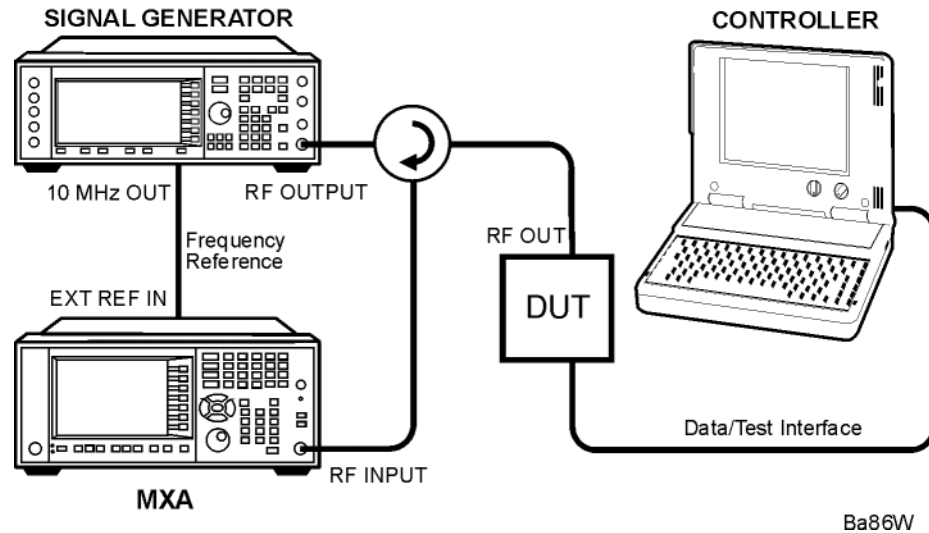 SIGNAL GENERATOR
CONTROLLER
10 MHz OUT
RF OUTPUT
Frequency
Reference
RF OUT
EXT REF IN
DUT
Data/Test Interface
RF INPUT
MXA
Ba86W